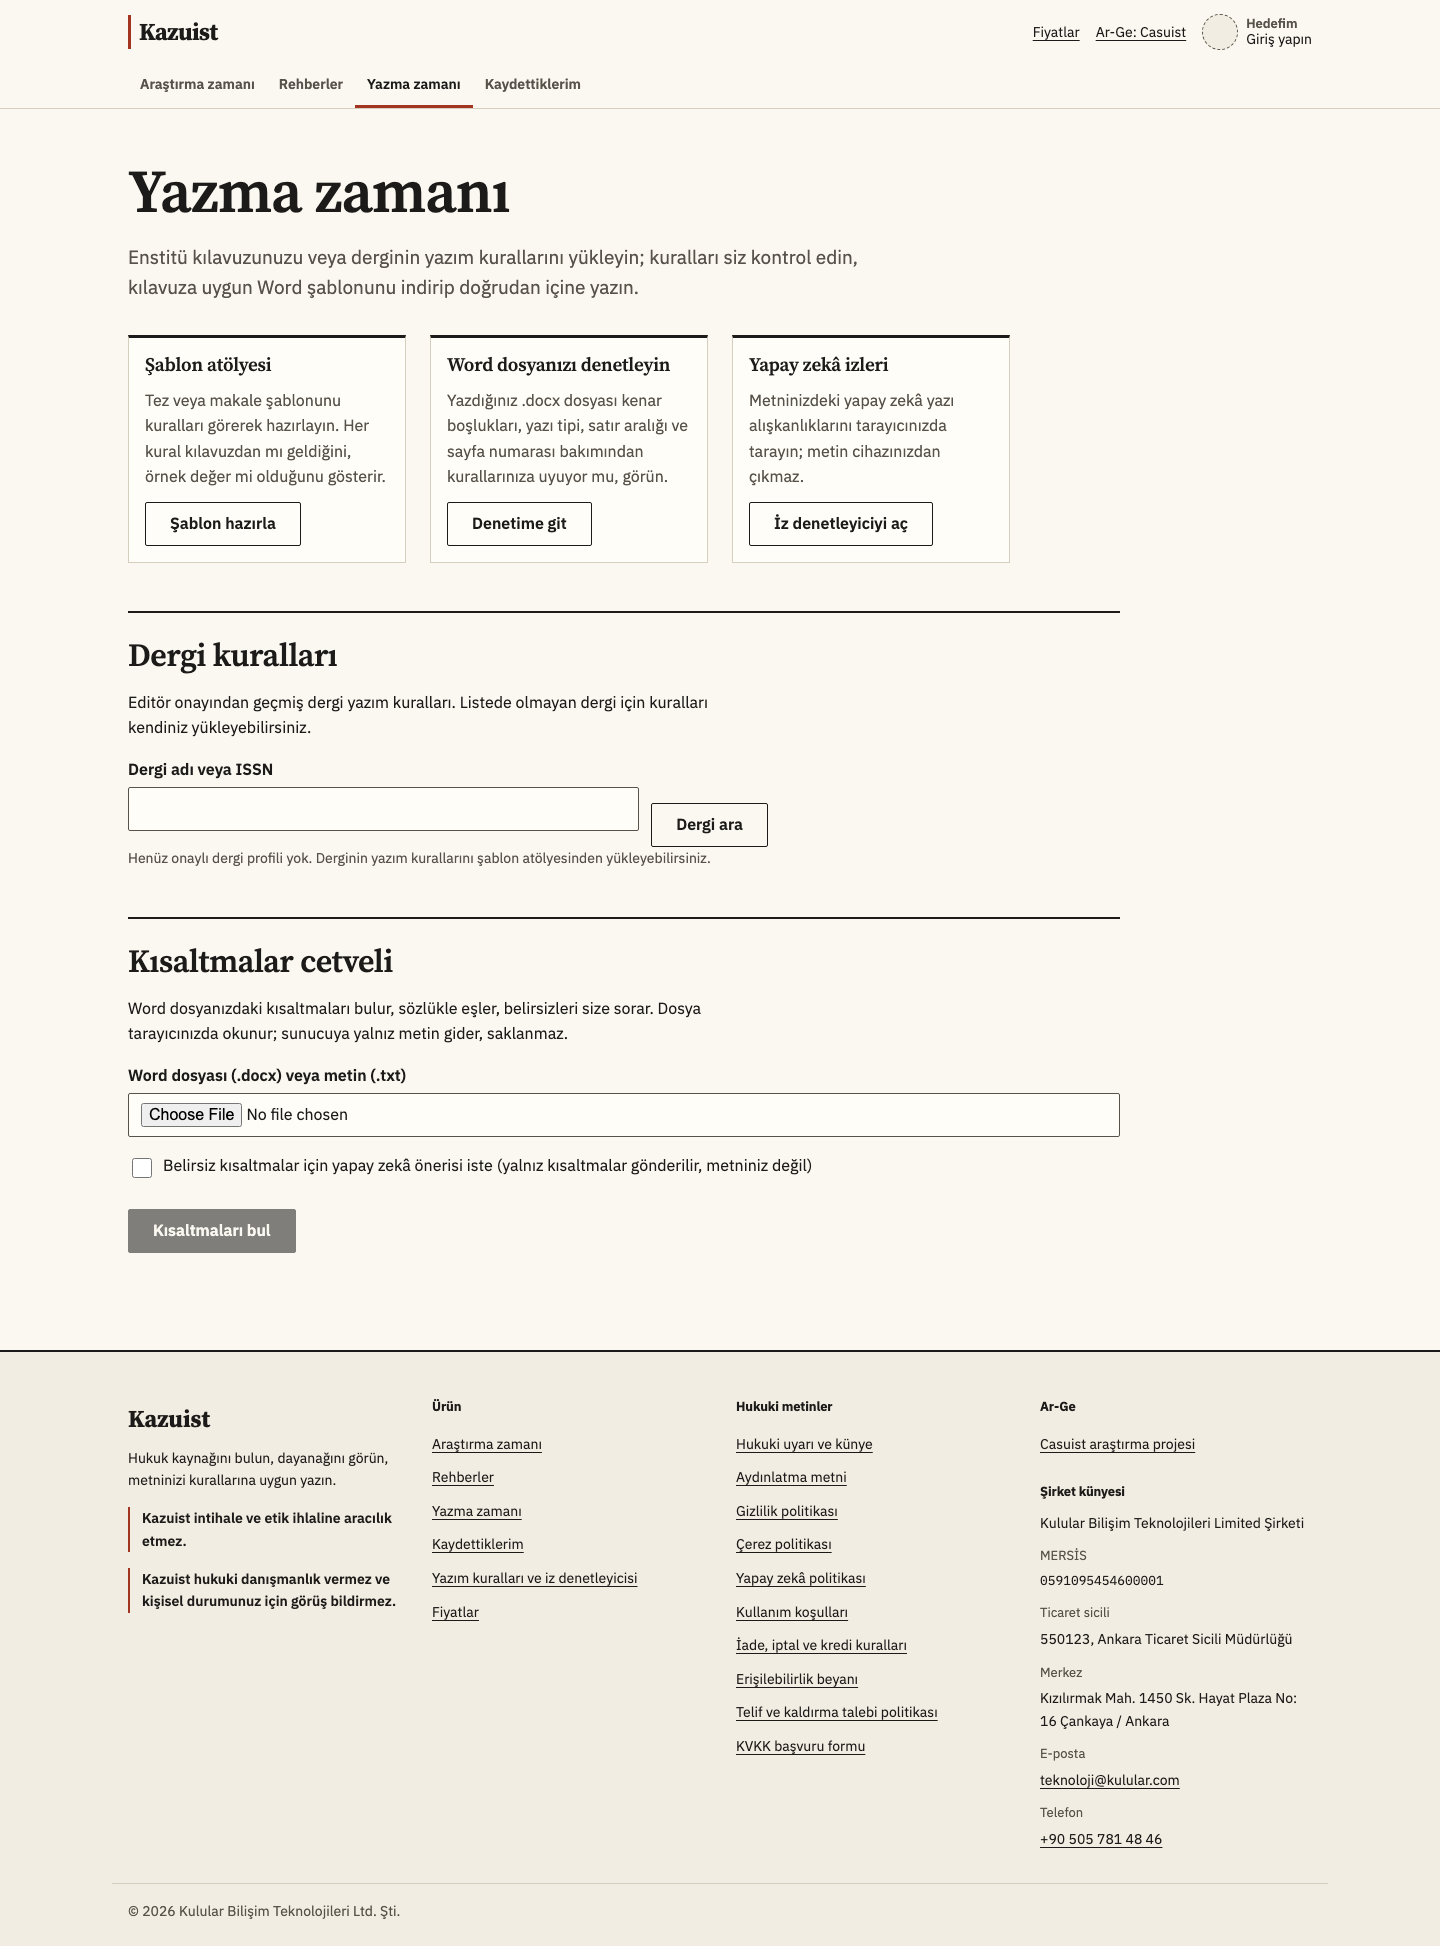 Kazuist
Fiyatlar
Ar-Ge: Casuist
Hedefim
Giriş yapın
Araştırma zamanı
Rehberler
Yazma zamanı
Kaydettiklerim
Yazma zamanı
Enstitü kılavuzunuzu veya derginin yazım kurallarını yükleyin; kuralları siz kontrol edin,
kılavuza uygun Word şablonunu indirip doğrudan içine yazın.
Şablon atölyesi
Tez veya makale şablonunu
kuralları görerek hazırlayın. Her
kural kılavuzdan mı geldiğini,
örnek değer mi olduğunu gösterir.
Şablon hazırla
Word dosyanızı denetleyin
Yazdığınız .docx dosyası kenar
boşlukları, yazı tipi, satır aralığı ve
sayfa numarası bakımından
kurallarınıza uyuyor mu, görün.
Denetime git
Yapay zekâ izleri
Metninizdeki yapay zekâ yazı
alışkanlıklarını tarayıcınızda
tarayın; metin cihazınızdan
çıkmaz.
İz denetleyiciyi aç
Dergi kuralları
Editör onayından geçmiş dergi yazım kuralları. Listede olmayan dergi için kuralları
kendiniz yükleyebilirsiniz.
Dergi adı veya ISSN
Dergi ara
Henüz onaylı dergi profili yok. Derginin yazım kurallarını şablon atölyesinden yükleyebilirsiniz.
Kısaltmalar cetveli
Word dosyanızdaki kısaltmaları bulur, sözlükle eşler, belirsizleri size sorar. Dosya
tarayıcınızda okunur; sunucuya yalnız metin gider, saklanmaz.
Word dosyası (.docx) veya metin (.txt)
Choose File No file chosen
Belirsiz kısaltmalar için yapay zekâ önerisi iste (yalnız kısaltmalar gönderilir, metniniz değil)
Kısaltmaları bul
Kazuist
Hukuk kaynağını bulun, dayanağını görün,
metninizi kurallarına uygun yazın.
Kazuist intihale ve etik ihlaline aracılık
etmez.
Kazuist hukuki danışmanlık vermez ve
kişisel durumunuz için görüş bildirmez.
Ürün
Araştırma zamanı
Rehberler
Yazma zamanı
Kaydettiklerim
Yazım kuralları ve iz denetleyicisi
Fiyatlar
Hukuki metinler
Hukuki uyarı ve künye
Aydınlatma metni
Gizlilik politikası
Çerez politikası
Yapay zekâ politikası
Kullanım koşulları
İade, iptal ve kredi kuralları
Erişilebilirlik beyanı
Telif ve kaldırma talebi politikası
KVKK başvuru formu
Ar-Ge
Casuist araştırma projesi
Şirket künyesi
Kulular Bilişim Teknolojileri Limited Şirketi
MERSİS
0591095454600001
Ticaret sicili
550123, Ankara Ticaret Sicili Müdürlüğü
Merkez
Kızılırmak Mah. 1450 Sk. Hayat Plaza No:
16 Çankaya / Ankara
E-posta
teknoloji@kulular.com
Telefon
+90 505 781 48 46
© 2026 Kulular Bilişim Teknolojileri Ltd. Şti.